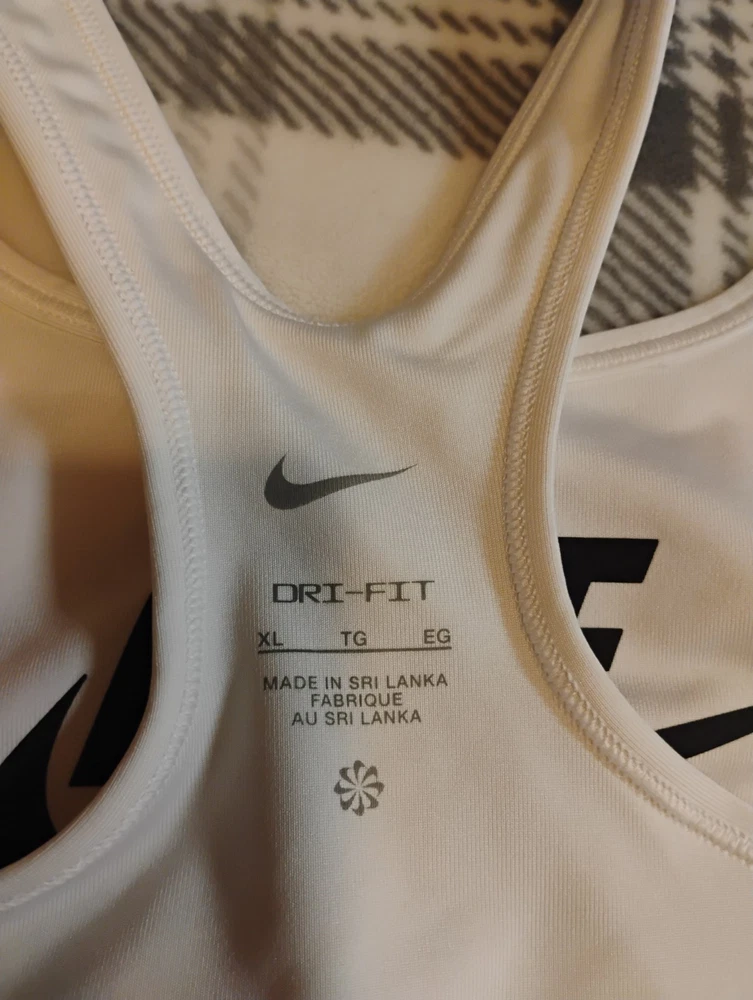 DRI-FIT
XL TG EG
MADE IN SRI LANKA
FABRIQUE
AU SRI LANKA